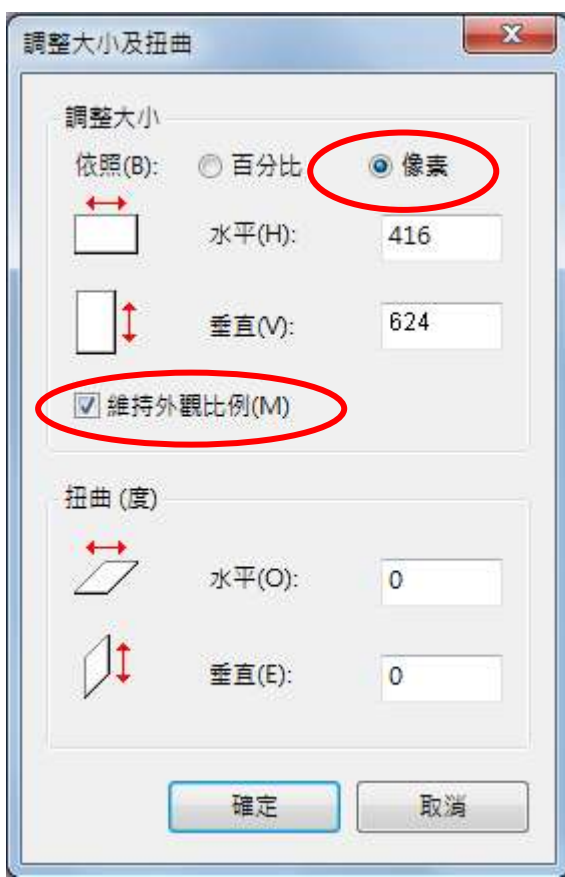 調整大小及扭曲
調整大小
依照(B): 百分比 像素
水平(H): 416
垂直(V): 624
維持外觀比例(M)
扭曲 (度)
水平(O): 0
垂直(E): 0
確定 取消